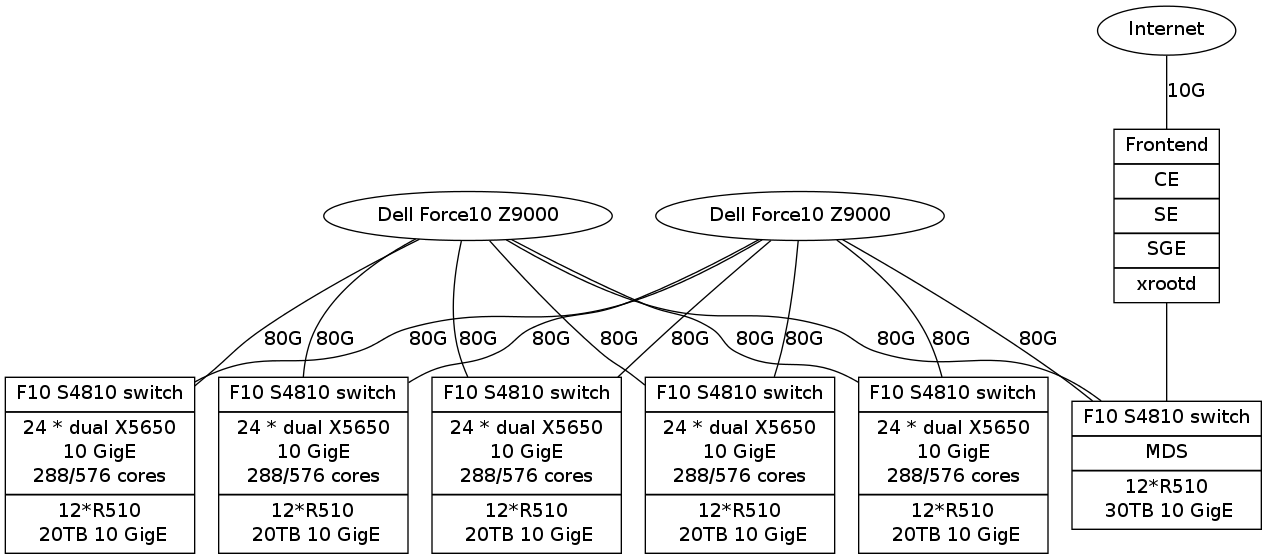 Internet
10G
Frontend
CE
SE
SGE
xrootd
Dell Force10 Z9000
Dell Force10 Z9000
80G
80G
80G
80G
80G
80G
80G
80G
80G
80G
80G
80G
F10 S4810 switch
24 * dual X5650
10 GigE
288/576 cores
12*R510
20TB 10 GigE
F10 S4810 switch
24 * dual X5650
10 GigE
288/576 cores
12*R510
20TB 10 GigE
F10 S4810 switch
24 * dual X5650
10 GigE
288/576 cores
12*R510
20TB 10 GigE
F10 S4810 switch
24 * dual X5650
10 GigE
288/576 cores
12*R510
20TB 10 GigE
F10 S4810 switch
24 * dual X5650
10 GigE
288/576 cores
12*R510
20TB 10 GigE
F10 S4810 switch
MDS
12*R510
30TB 10 GigE